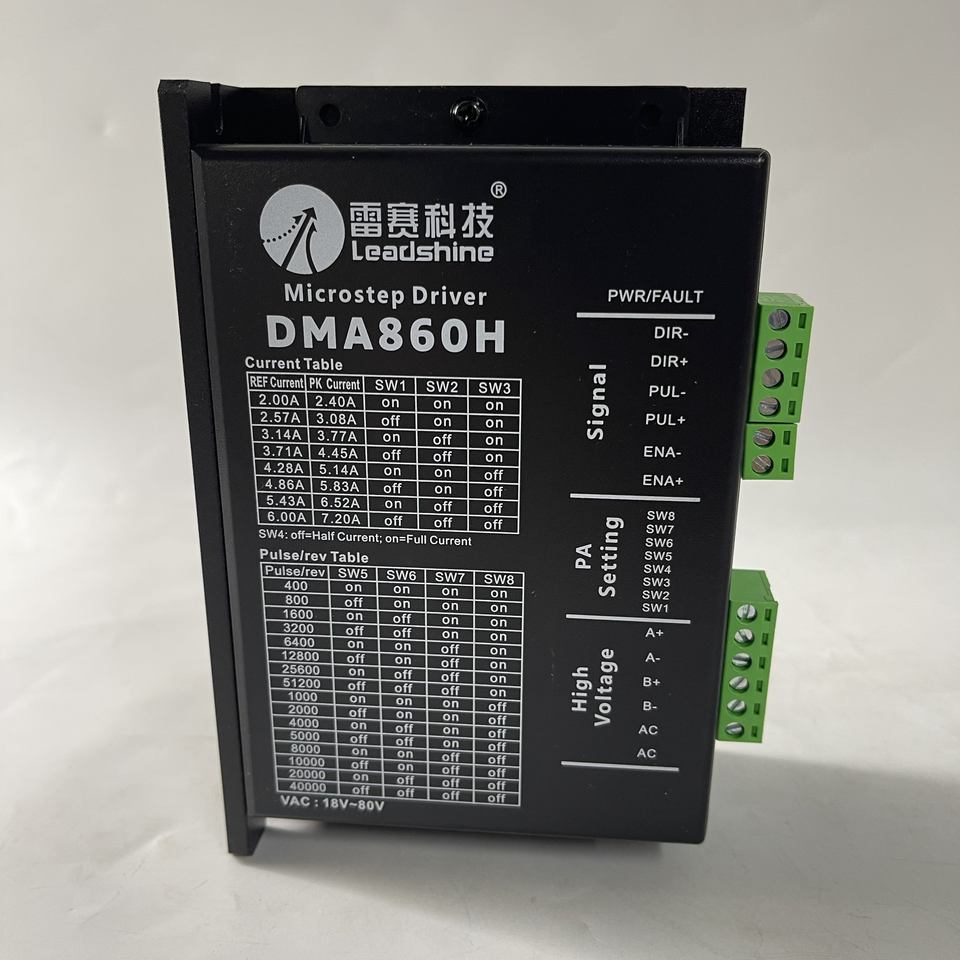 雷赛科技®
Leadshine
Microstep Driver
DMA860H
Current Table
REF Current PK Current SW1 SW2 SW3
2.00A 2.40A on on on
2.57A 3.08A off on on
3.14A 3.77A on off on
3.71A 4.45A off off on
4.28A 5.14A on on off
4.86A 5.83A off on off
5.43A 6.52A on off off
6.00A 7.20A off off off
SW4: off=Half Current; on=Full Current
Pulse/rev Table
Pulse/rev SW5 SW6 SW7 SW8
400 on on on on
800 off on on on
1600 on off on on
3200 off off on on
6400 on on off on
12800 off on off on
25600 on off off on
51200 off off off on
1000 on on on off
2000 off on on off
4000 on off on off
5000 off off on off
8000 on on off off
10000 off on off off
20000 on off off off
40000 off off off off
VAC : 18V~80V
PWR/FAULT
Signal
DIR-
DIR+
PUL-
PUL+
ENA-
ENA+
PA
Setting
SW8
SW7
SW6
SW5
SW4
SW3
SW2
SW1
High
Voltage
A+
A-
B+
B-
AC
AC